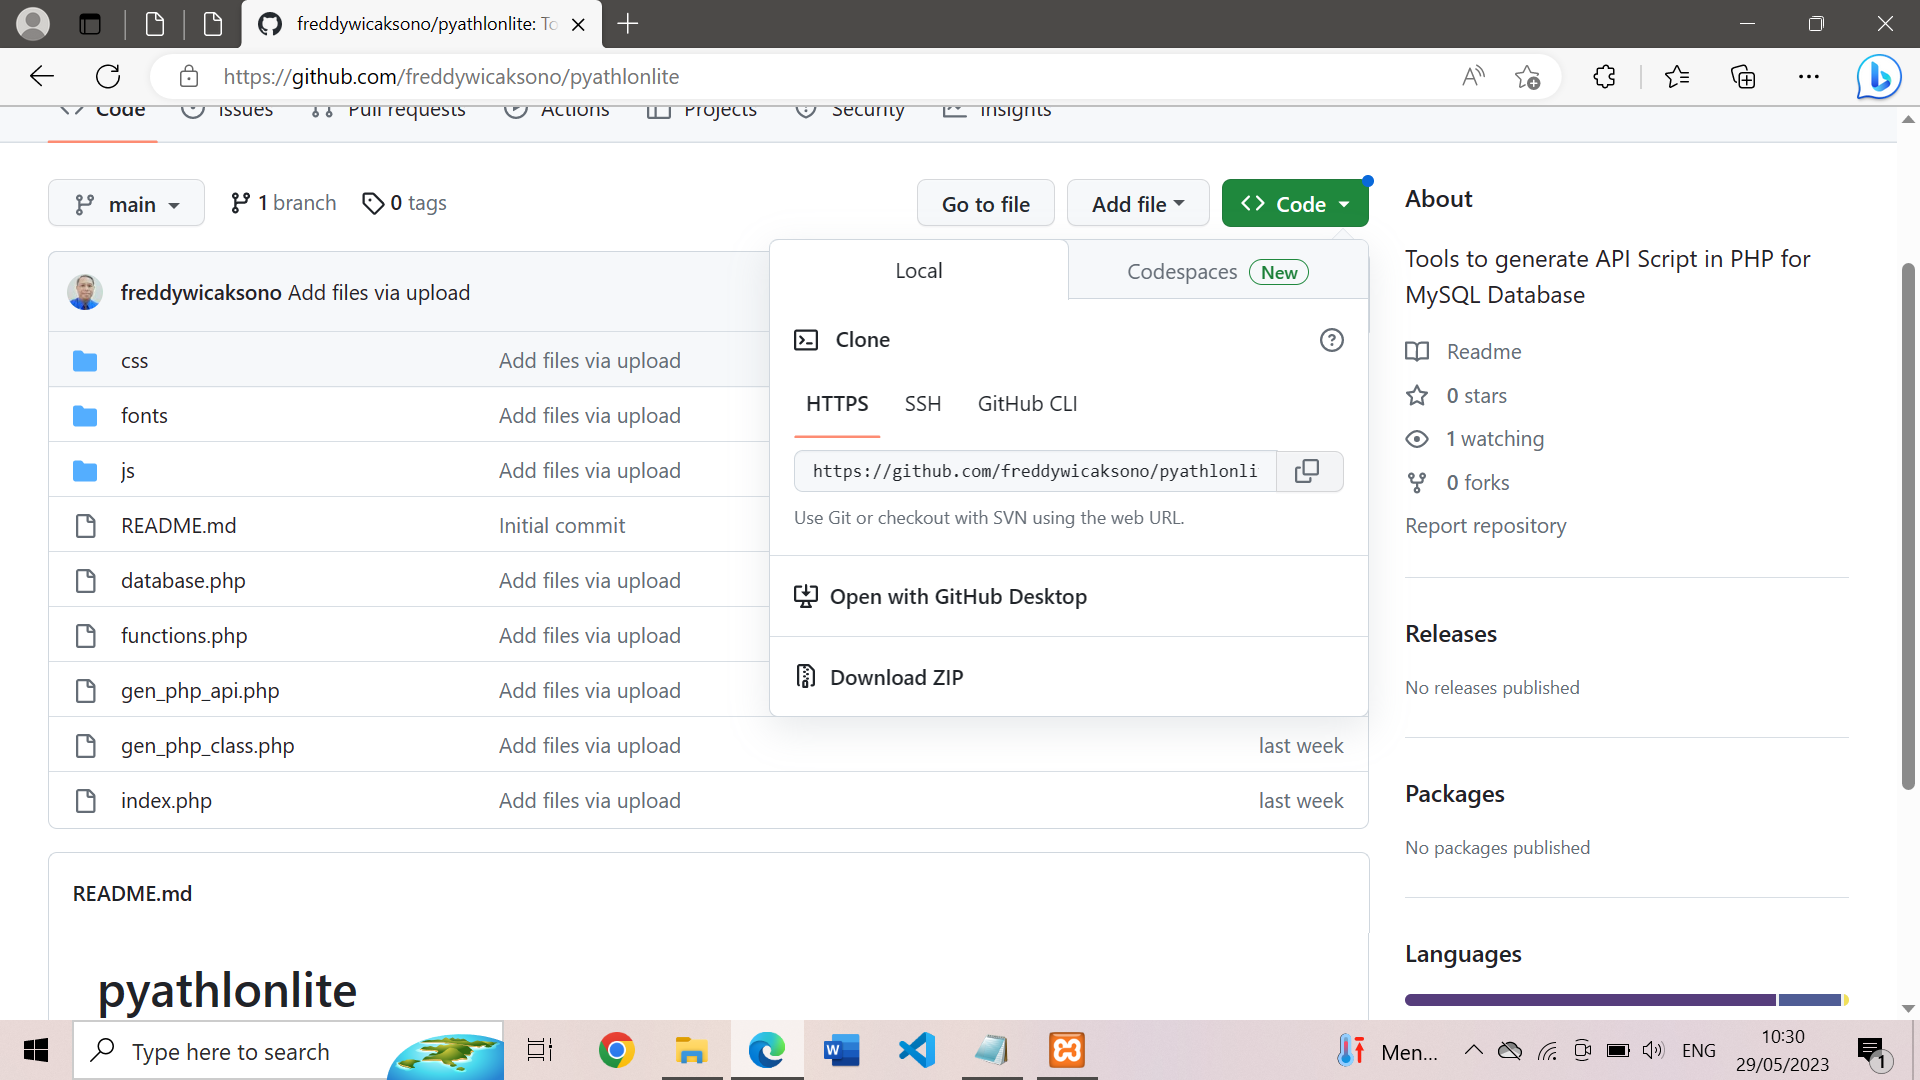 freddywicaksono/pyathlonlite: To
https://github.com/freddywicaksono/pyathlonlite
Code Issues Pull requests Actions Projects Security Insights
main 1 branch 0 tags Go to file Add file Code
freddywicaksono Add files via upload
css Add files via upload
fonts Add files via upload
js Add files via upload
README.md Initial commit
database.php Add files via upload
functions.php Add files via upload
gen_php_api.php Add files via upload
gen_php_class.php Add files via upload last week
index.php Add files via upload last week
Local Codespaces New
Clone
HTTPS SSH GitHub CLI
https://github.com/freddywicaksono/pyathlonli
Use Git or checkout with SVN using the web URL.
Open with GitHub Desktop
Download ZIP
README.md
pyathlonlite
About
Tools to generate API Script in PHP for
MySQL Database
Readme
0 stars
1 watching
0 forks
Report repository
Releases
No releases published
Packages
No packages published
Languages
Type here to search
Men...
ENG
10:30
29/05/2023
1